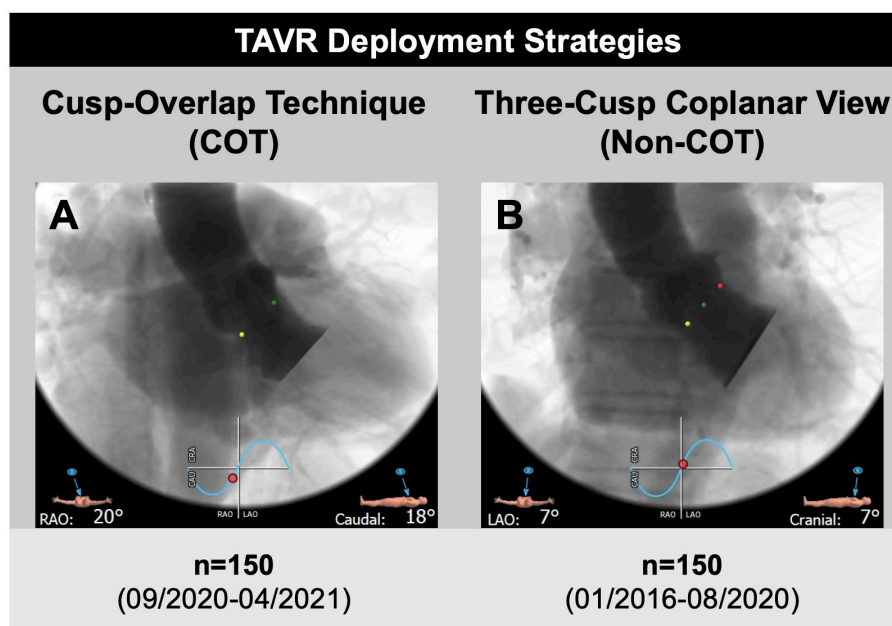 TAVR Deployment Strategies
Cusp-Overlap Technique
(COT)
Three-Cusp Coplanar View
(Non-COT)
A
B
CAU CRA
CAU CRA
RAO LAO
RAO LAO
RAO: 20°
Caudal: 18°
LAO: 7°
Cranial: 7°
n=150
(09/2020-04/2021)
n=150
(01/2016-08/2020)